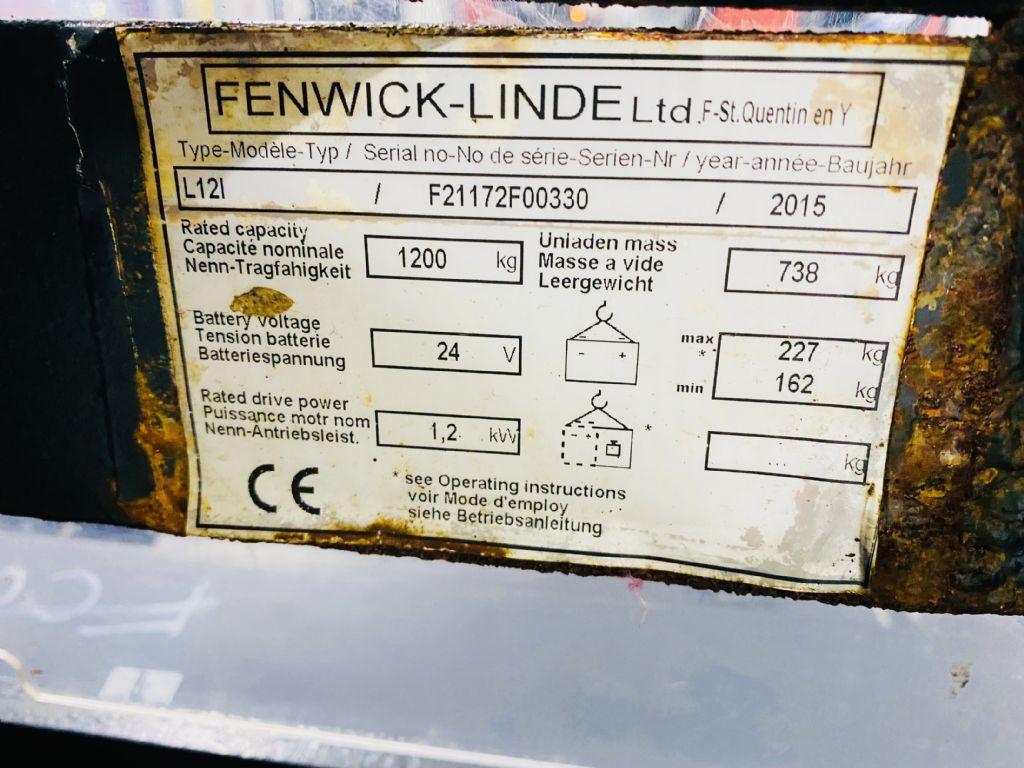 FENWICK-LINDE Ltd. F-St.Quentin en Y
Type-Modèle-Typ / Serial no-No de série-Serien-Nr / year-année-Baujahr
L12I / F21172F00330 / 2015
Rated capacity
Capacité nominale
Nenn-Tragfähigkeit
1200 kg
Unladen mass
Masse a vide
Leergewicht
738 kg
Battery voltage
Tension batterie
Batteriespannung
24 V
- +
max
*
227 kg
min
162 kg
Rated drive power
Puissance motr nom
Nenn-Antriebsleist.
1,2 kW
- +
*
... kg
CE
* see Operating instructions
voir Mode d'employ
siehe Betriebsanleitung